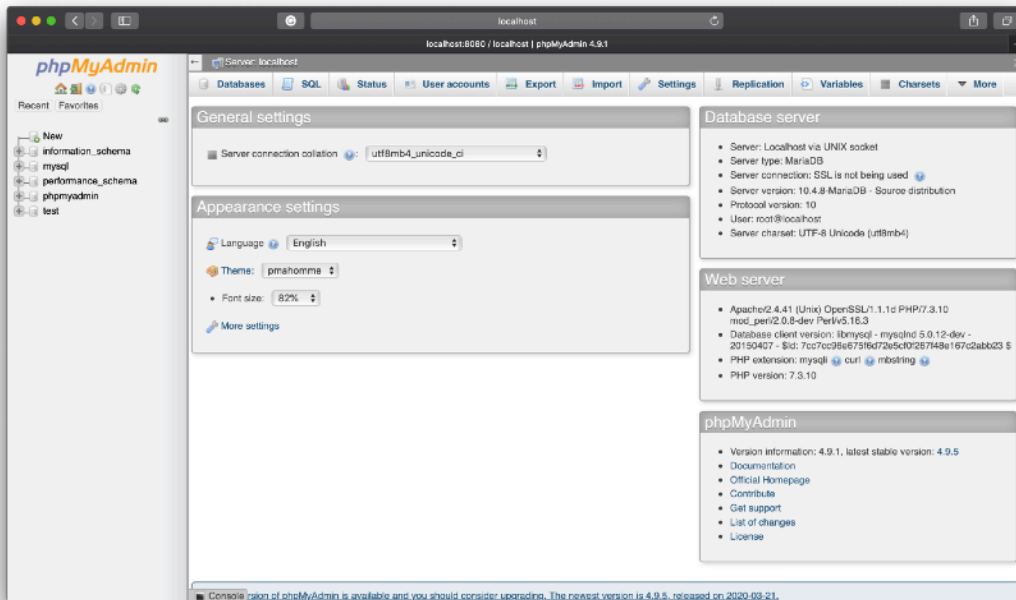 localhost
localhost:8080 / localhost | phpMyAdmin 4.9.1
phpMyAdmin
Recent Favorites
New
information_schema
mysql
performance_schema
phpmyadmin
test
Server: localhost
Databases SQL Status User accounts Export Import Settings Replication Variables Charsets More
General settings
Server connection collation : utf8mb4_unicode_ci
Appearance settings
Language English
Theme: pmahomme
Font size: 82%
More settings
Database server
Server: Localhost via UNIX socket
Server type: MariaDB
Server connection: SSL is not being used
Server version: 10.4.8-MariaDB - Source distribution
Protocol version: 10
User: root@localhost
Server charset: UTF-8 Unicode (utf8mb4)
Web server
Apache/2.4.41 (Unix) OpenSSL/1.1.1d PHP/7.3.10
mod_perl/2.0.8-dev Perl/v5.16.3
Database client version: libmysql - mysqlnd 5.0.12-dev -
20150407 - $Id: $
PHP extension: mysqli curl mbstring
PHP version: 7.3.10
phpMyAdmin
Version information: 4.9.1, latest stable version: 4.9.5
Documentation
Official Homepage
Contribute
Get support
List of changes
License
Console rsion of phpMyAdmin is available and you should consider upgrading. The newest version is 4.9.5, released on 2020-03-21.